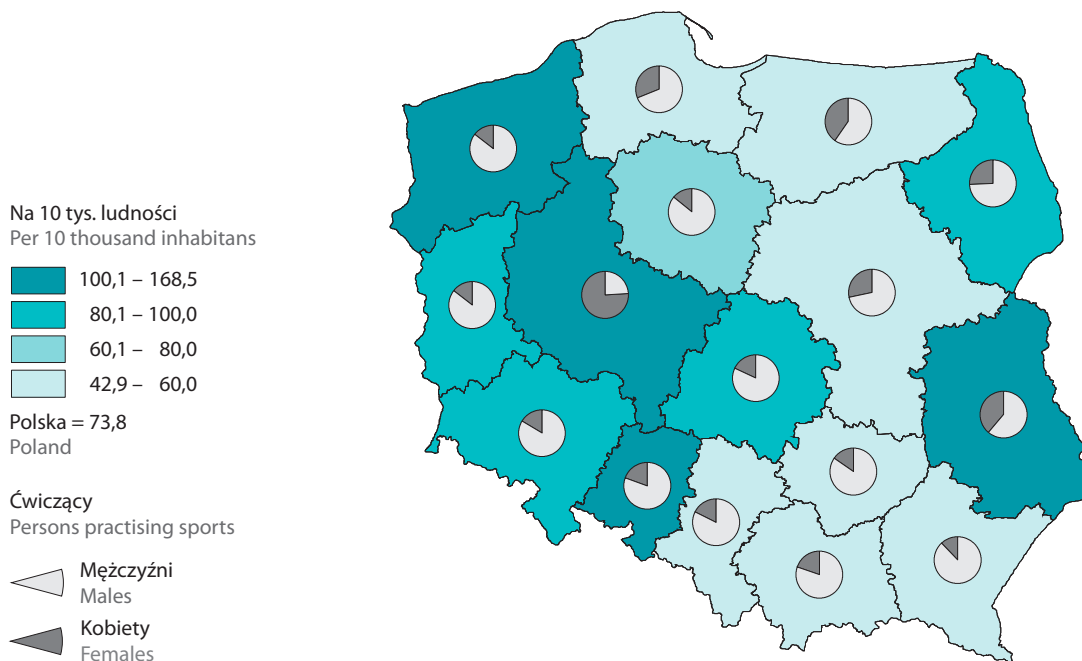 Na 10 tys. ludności
Per 10 thousand inhabitans
100,1 – 168,5
80,1 – 100,0
60,1 – 80,0
42,9 – 60,0
Polska = 73,8
Poland
Ćwiczący
Persons practising sports
Mężczyźni
Males
Kobiety
Females